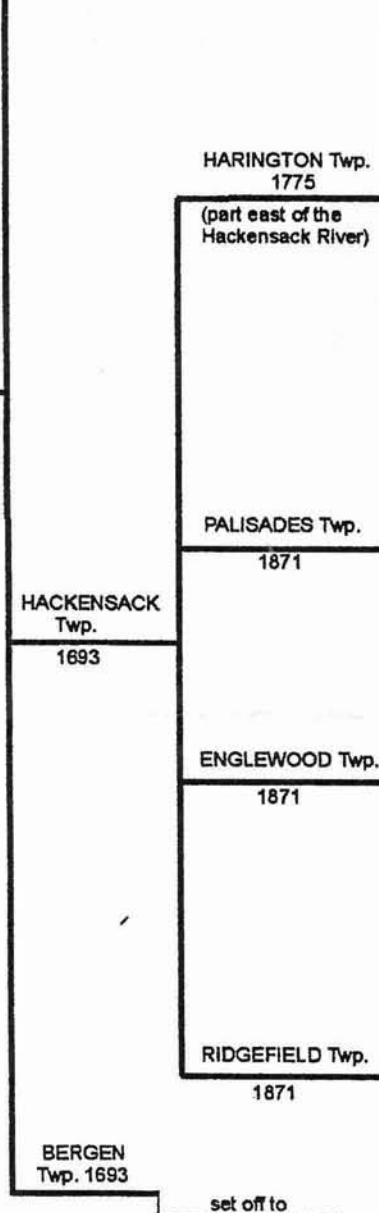 HARINGTON Twp.
1775
(part east of the
Hackensack River)
PALISADES Twp.
1871
HACKENSACK
Twp.
1693
ENGLEWOOD Twp.
1871
RIDGEFIELD Twp.
1871
BERGEN
Twp. 1693
set off to